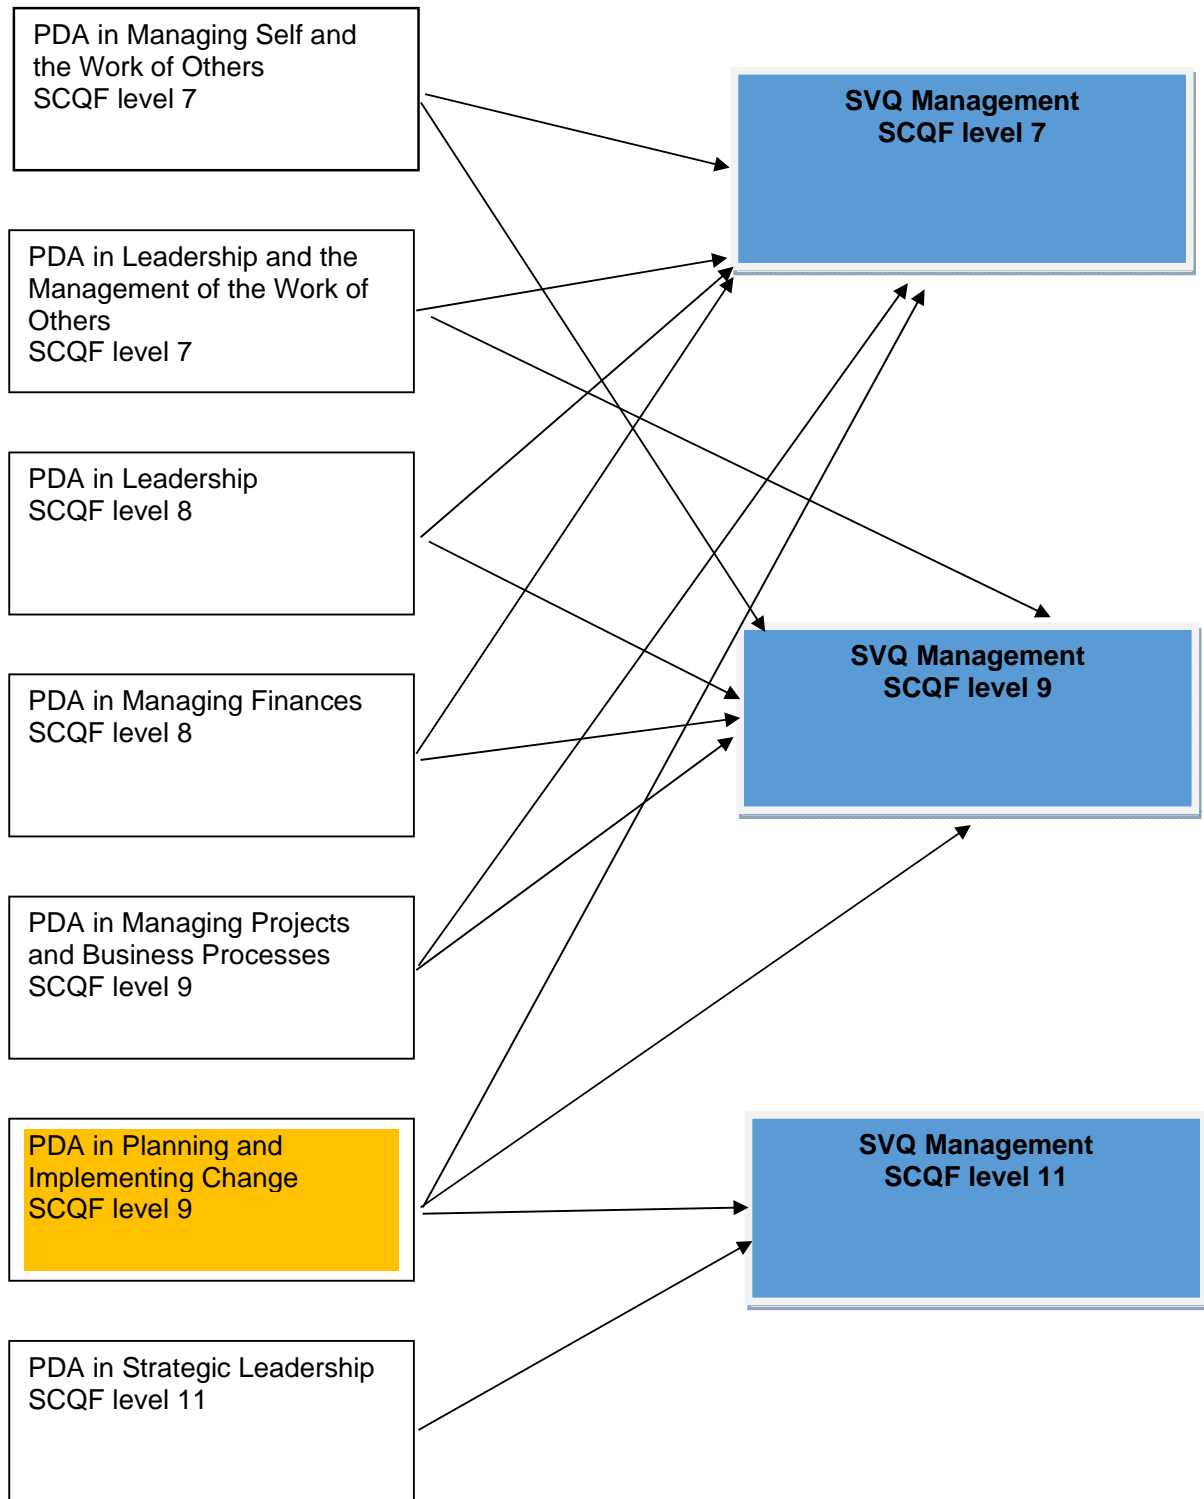 PDA in Managing Self and
the Work of Others
SCQF level 7
SVQ Management
SCQF level 7
PDA in Leadership and the
Management of the Work of
Others
SCQF level 7
PDA in Leadership
SCQF level 8
PDA in Managing Finances
SCQF level 8
SVQ Management
SCQF level 9
PDA in Managing Projects
and Business Processes
SCQF level 9
PDA in Planning and
Implementing Change
SCQF level 9
SVQ Management
SCQF level 11
PDA in Strategic Leadership
SCQF level 11